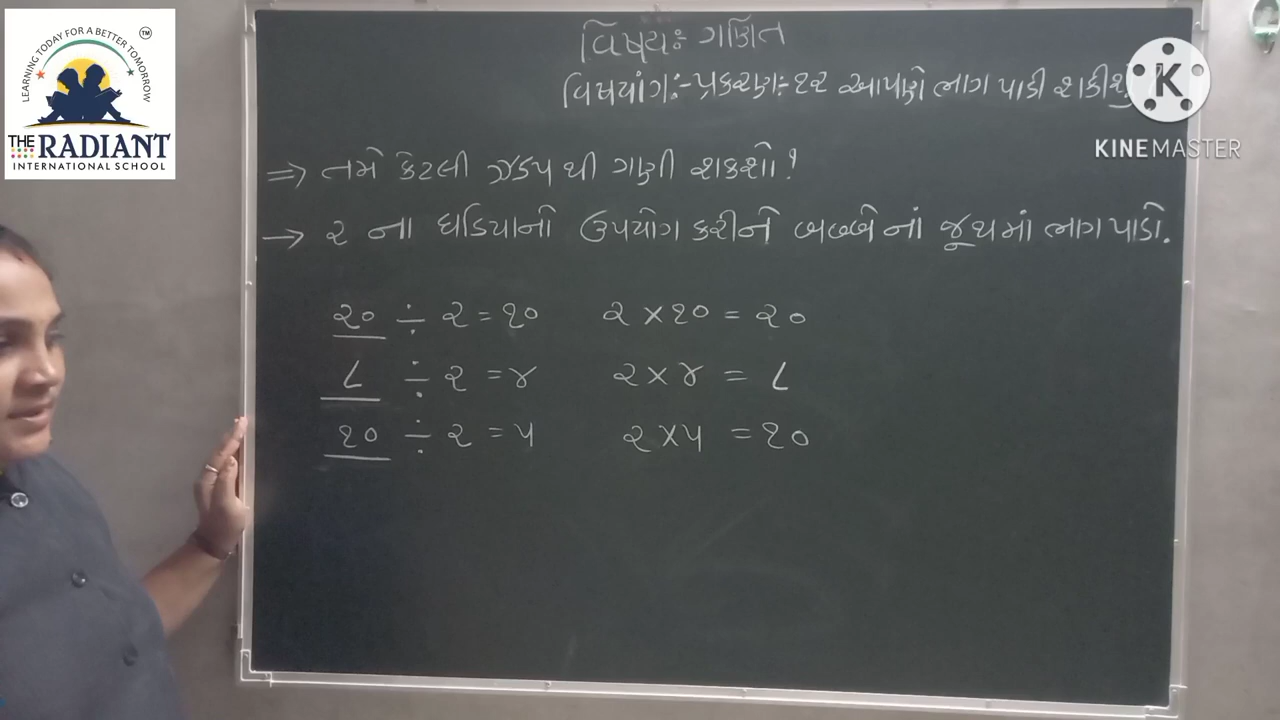 LEARNING TODAY FOR A BETTER TOMORROW
TM
THE RADIANT
INTERNATIONAL SCHOOL
K
KINEMASTER
વિષયઃ ગણિત
વિષયાંગઃ- પ્રકરણ-૧૨ આપણે ભાગ પાડી શકીશું
⇒ તમે કેટલી ઝડપથી ગણી શકશો?
→ ૨ ના ઘડિયાનો ઉપયોગ કરીને બબ્બેનાં જૂથમાં ભાગ પાડો.
૨૦ ÷ ૨ = ૧૦ ૨ × ૧૦ = ૨૦
૮ ÷ ૨ = ૪ ૨ × ૪ = ૮
૧૦ ÷ ૨ = ૫ ૨ × ૫ = ૧૦